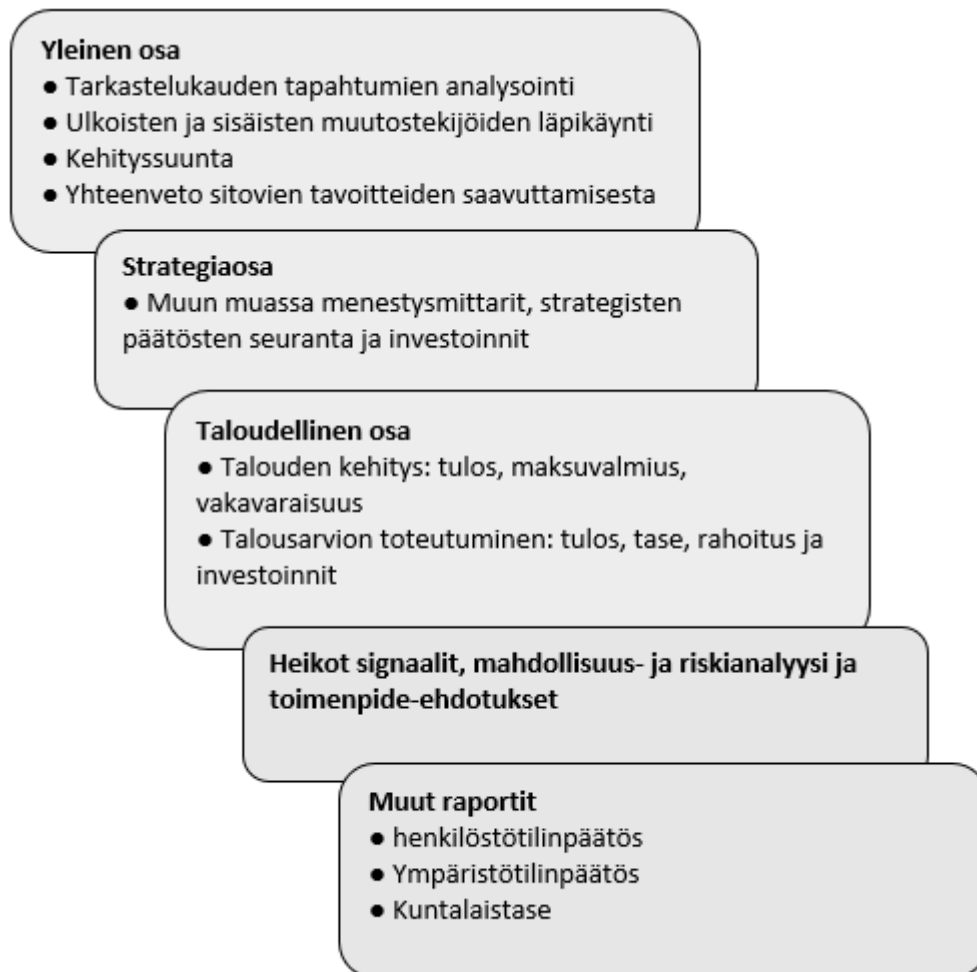 Yleinen osa
● Tarkastelukauden tapahtumien analysointi
● Ulkoisten ja sisäisten muutostekijöiden läpikäynti
● Kehityssuunta
● Yhteenveto sitovien tavoitteiden saavuttamisesta
Strategiaosa
● Muun muassa menestysmittarit, strategisten
päätösten seuranta ja investoinnit
Taloudellinen osa
● Talouden kehitys: tulos, maksuvalmius,
vakavaraisuus
● Talousarvion toteutuminen: tulos, tase, rahoitus ja
investoinnit
Heikot signaalit, mahdollisuus- ja riskianalyysi ja
toimenpide-ehdotukset
Muut raportit
● henkilöstötilinpäätös
● Ympäristötilinpäätös
● Kuntalaistase